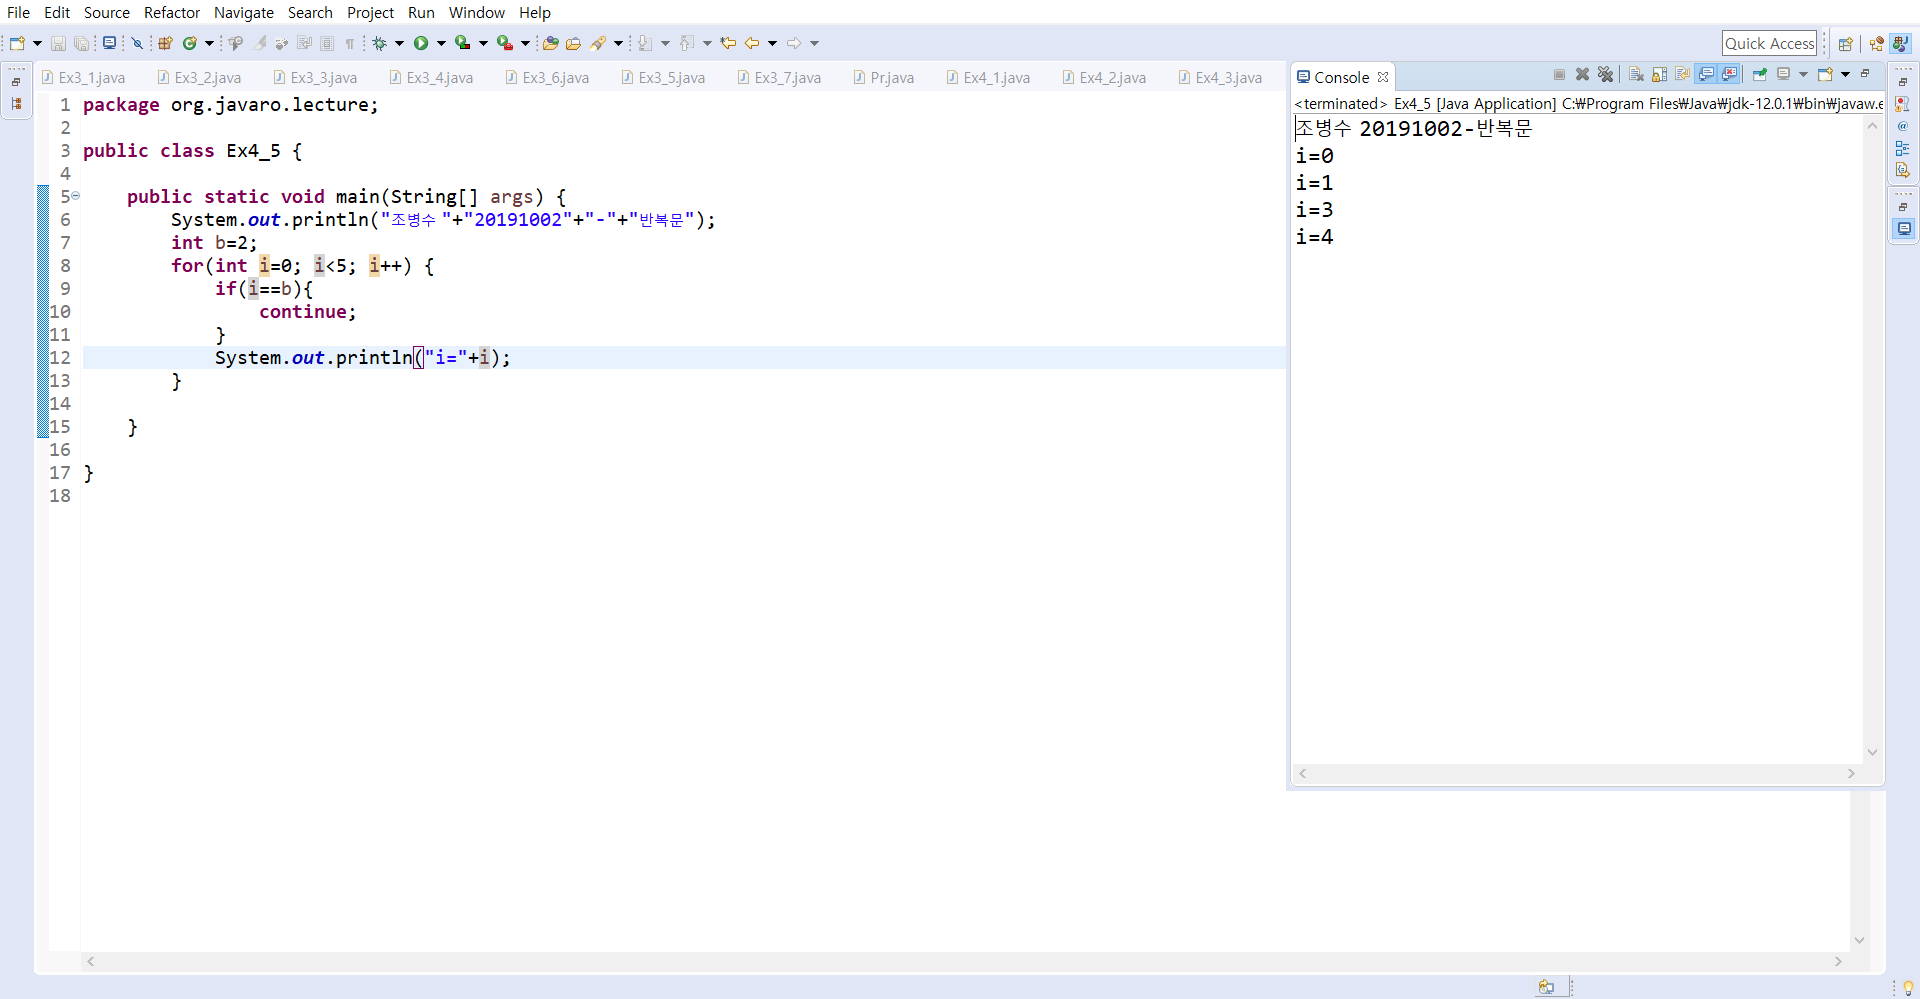 File Edit Source Refactor Navigate Search Project Run Window Help
Quick Access
Ex3_1.java Ex3_2.java Ex3_3.java Ex3_4.java Ex3_6.java Ex3_5.java Ex3_7.java Pr.java Ex4_1.java Ex4_2.java Ex4_3.java
1 package org.javaro.lecture;
2
3 public class Ex4_5 {
4
5 public static void main(String[] args) {
6 System.out.println("조병수 "+"20191002"+"-"+"반복문");
7 int b=2;
8 for(int i=0; i<5; i++) {
9 if(i==b){
10 continue;
11 }
12 System.out.println("i="+i);
13 }
14
15 }
16
17 }
18
Console
<terminated> Ex4_5 [Java Application] C:₩Program Files₩Java₩jdk-12.0.1₩bin₩javaw.e
조병수 20191002-반복문
i=0
i=1
i=3
i=4